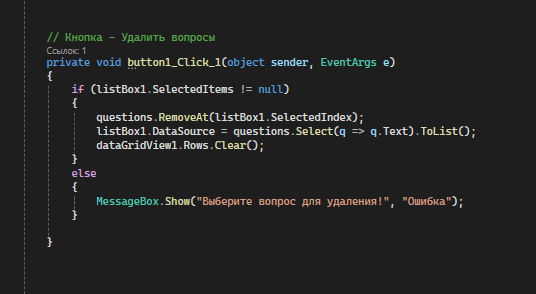 // Кнопка - Удалить вопросы
Ссылок: 1
private void button1_Click_1(object sender, EventArgs e)
{
if (listBox1.SelectedItems != null)
{
questions.RemoveAt(listBox1.SelectedIndex);
listBox1.DataSource = questions.Select(q => q.Text).ToList();
dataGridView1.Rows.Clear();
}
else
{
MessageBox.Show("Выберите вопрос для удаления!", "Ошибка");
}
}